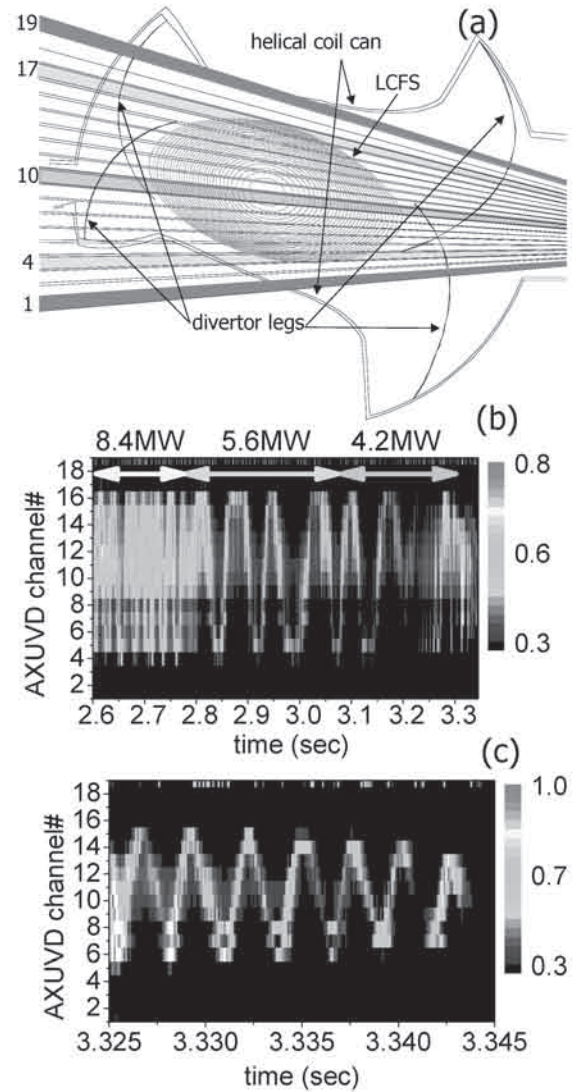 (a)
helical coil can
LCFS
19
17
10
4
1
divertor legs
(b)
8.4MW 5.6MW 4.2MW
AXUVD channel#
18
16
14
12
10
8
6
4
2
2.6 2.7 2.8 2.9 3.0 3.1 3.2 3.3
time (sec)
0.8
0.6
0.3
(c)
AXUVD channel#
18
16
14
12
10
8
6
4
2
3.325 3.330 3.335 3.340 3.345
time (sec)
1.0
0.7
0.3